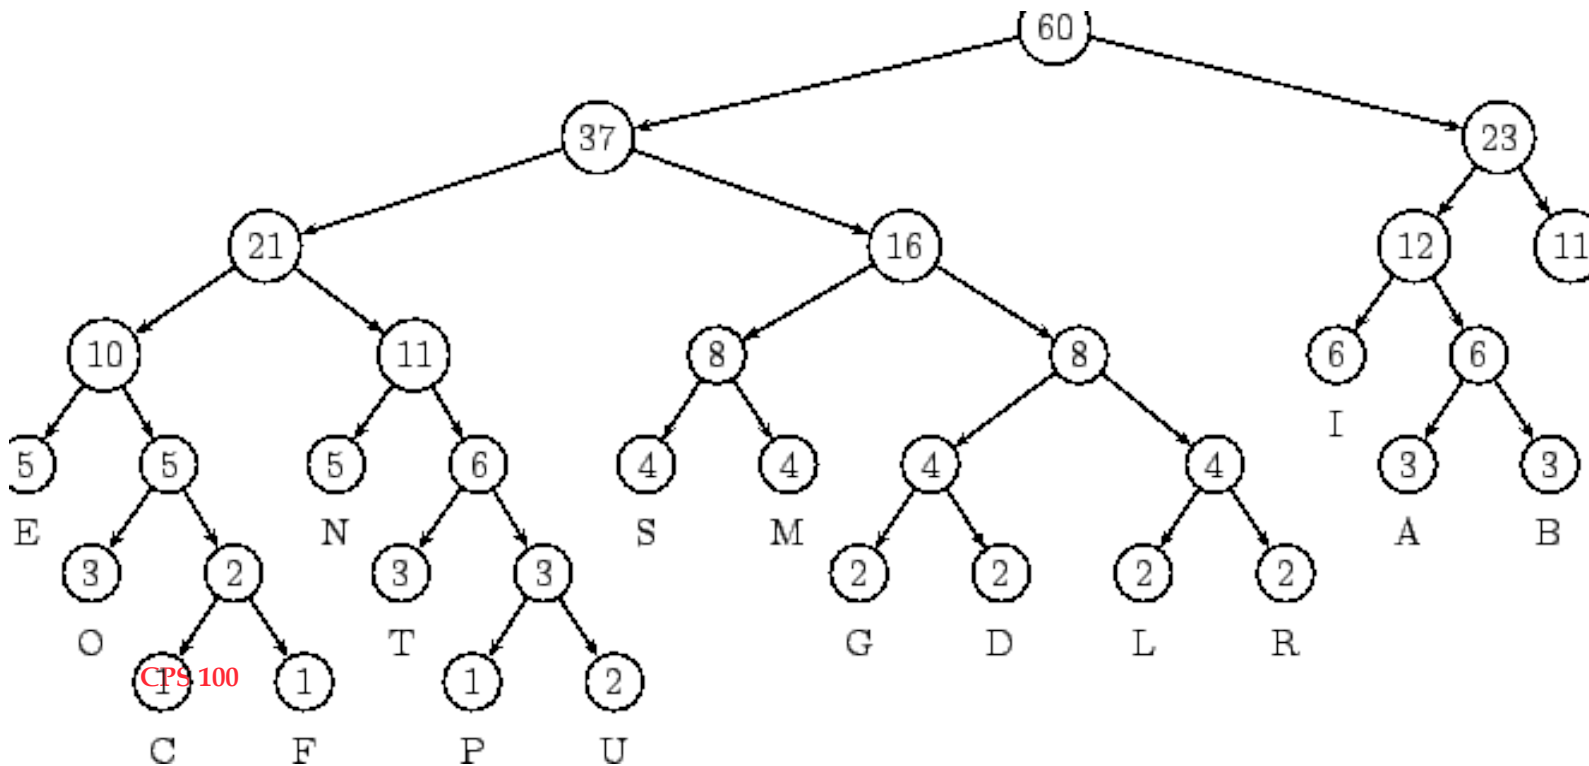 60
37 23
21 16 12 11
10 11 8 8 6 6
I
5 5 5 6 4 4 4 4 3 3
E N S M A B
3 2 3 3 2 2 2 2
O T G D L R
1 1 1 2
CPS 100
C F P U